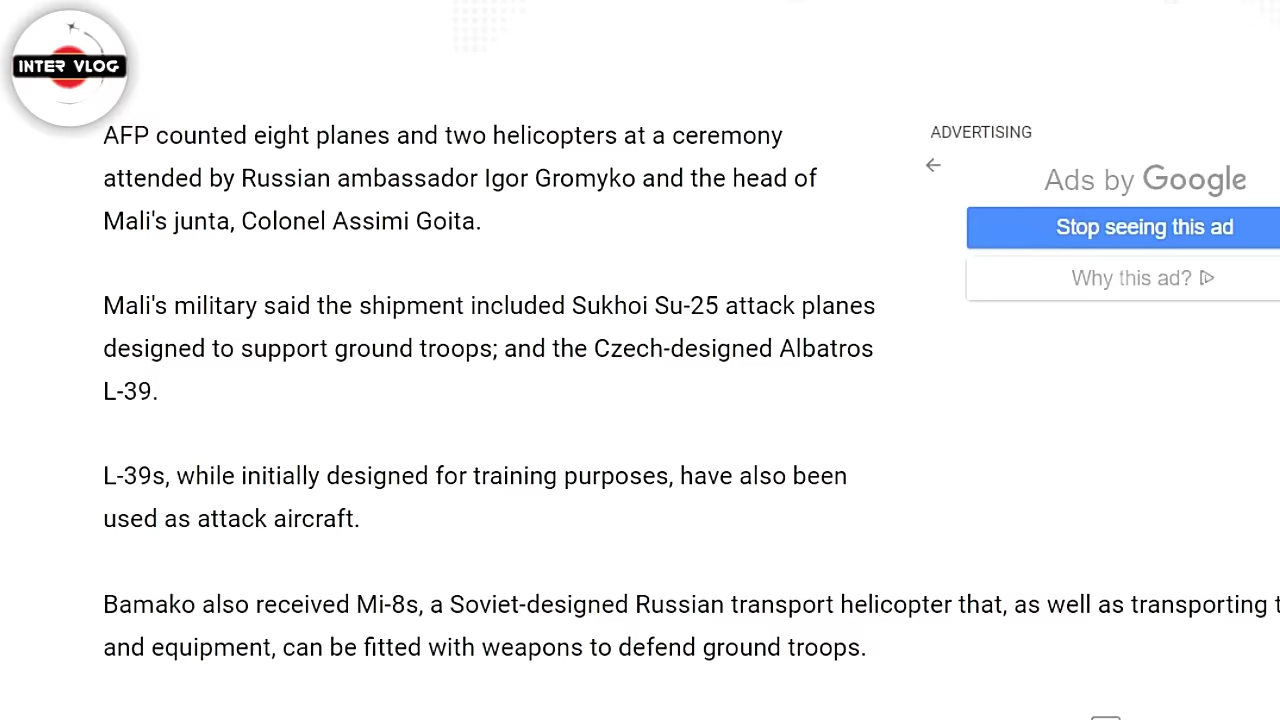 INTER VLOG
AFP counted eight planes and two helicopters at a ceremony
attended by Russian ambassador Igor Gromyko and the head of
Mali's junta, Colonel Assimi Goita.
Mali's military said the shipment included Sukhoi Su-25 attack planes
designed to support ground troops; and the Czech-designed Albatros
L-39.
L-39s, while initially designed for training purposes, have also been
used as attack aircraft.
Bamako also received Mi-8s, a Soviet-designed Russian transport helicopter that, as well as transporting
and equipment, can be fitted with weapons to defend ground troops.
ADVERTISING
Ads by Google
Stop seeing this ad
Why this ad?